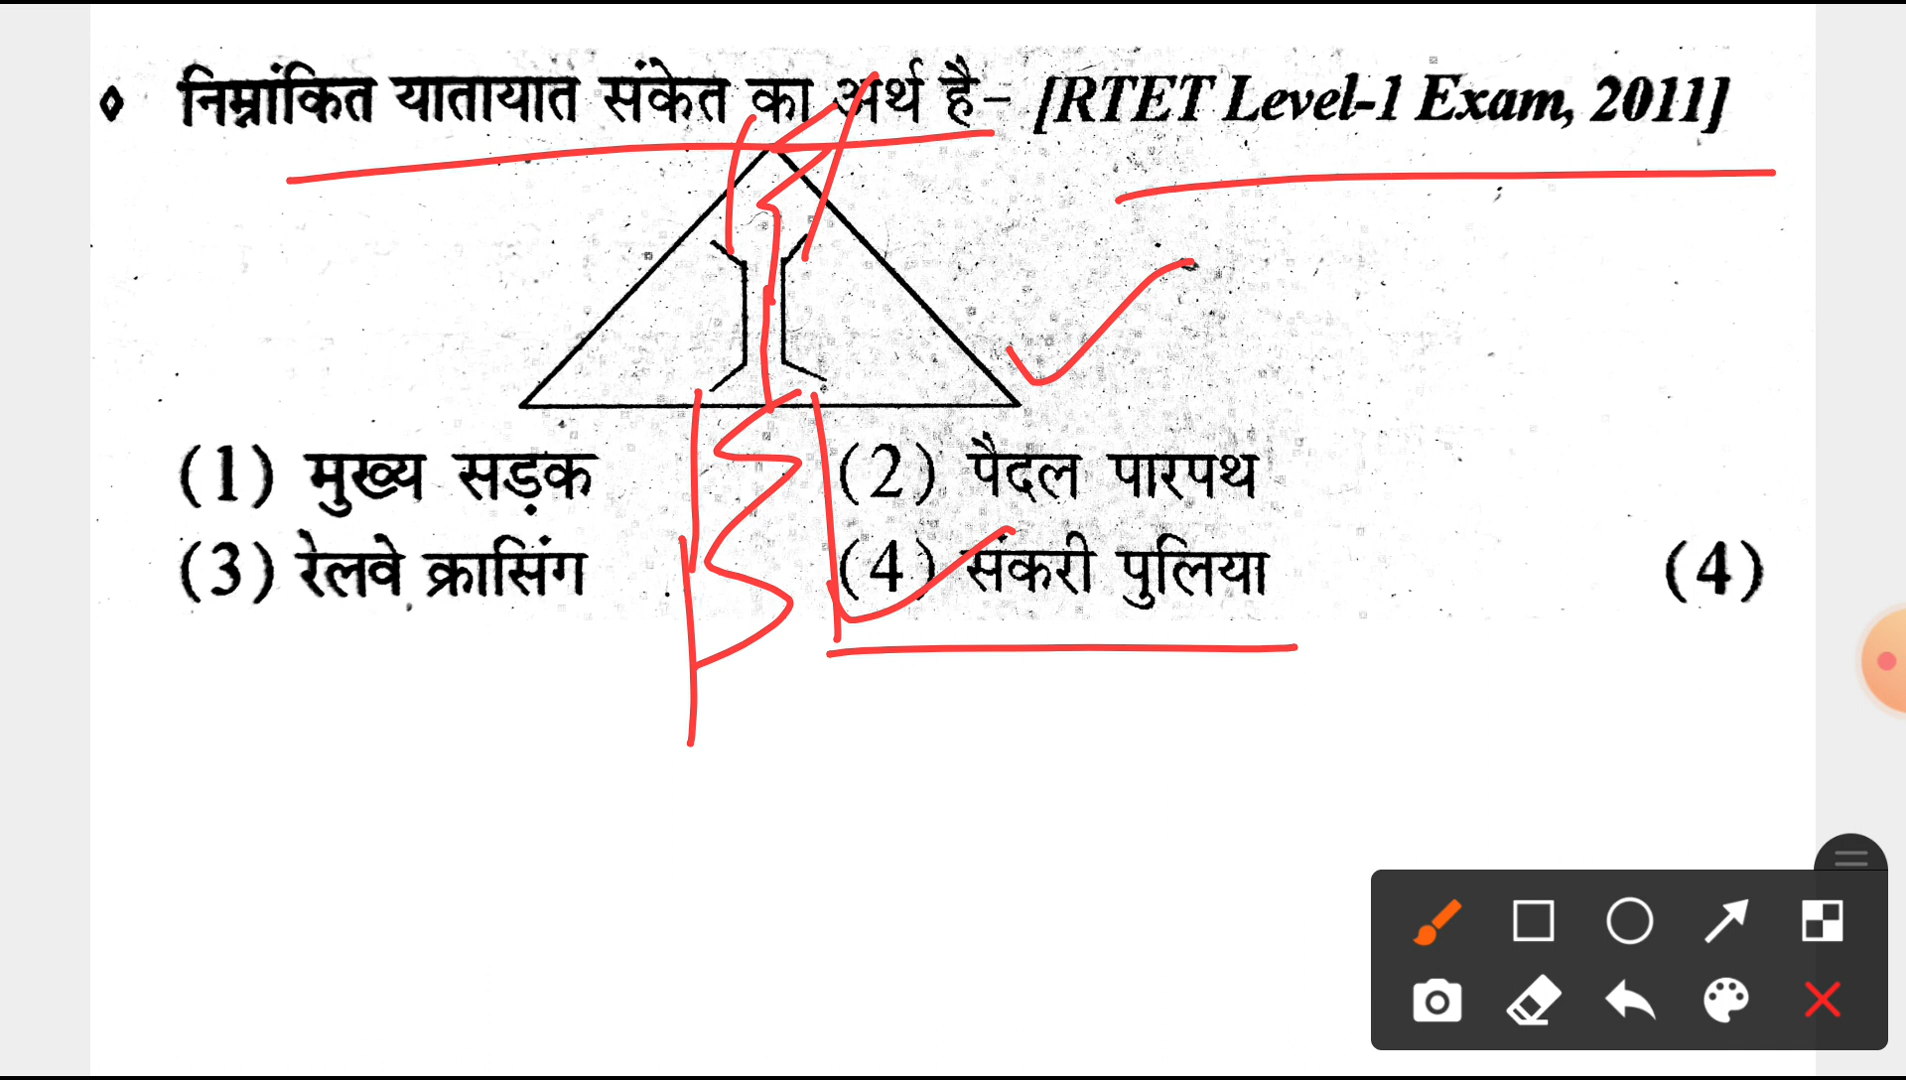 ◊ निम्नांकित यातायात संकेत का अर्थ है- [RTET Level-1 Exam, 2011]
(1) मुख्य सड़क (2) पैदल पारपथ
(3) रेलवे क्रासिंग (4) संकरी पुलिया (4)